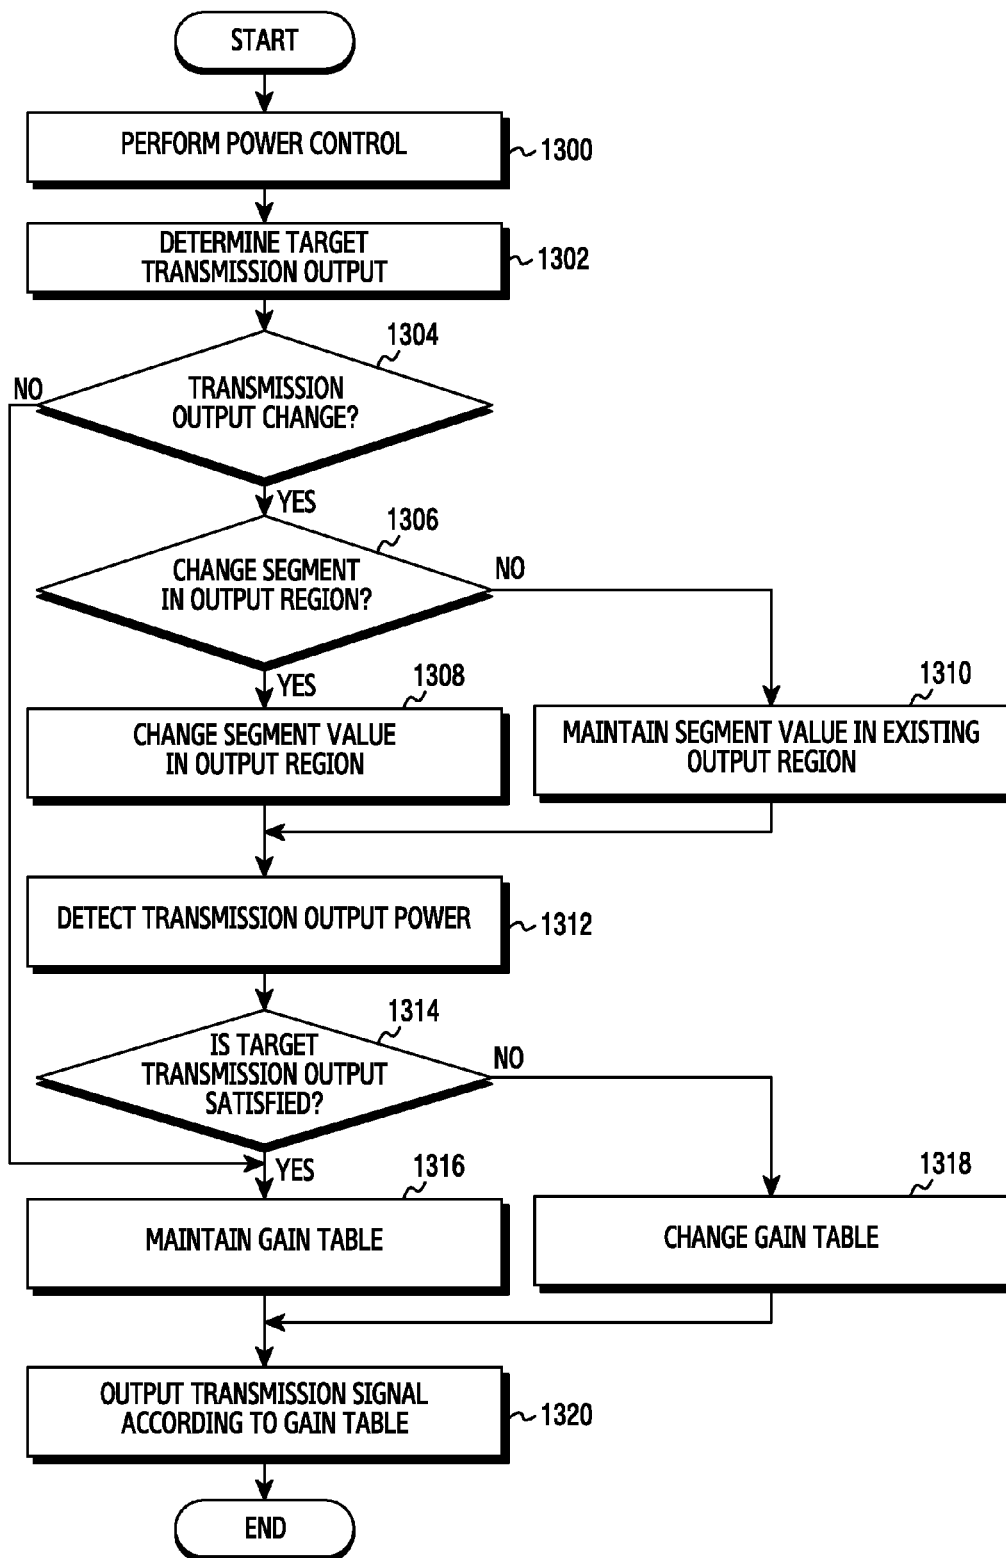 START
PERFORM POWER CONTROL
1300
DETERMINE TARGET
TRANSMISSION OUTPUT
1302
1304
NO
TRANSMISSION
OUTPUT CHANGE?
YES
1306
CHANGE SEGMENT
IN OUTPUT REGION?
NO
YES
1308
1310
CHANGE SEGMENT VALUE
IN OUTPUT REGION
MAINTAIN SEGMENT VALUE IN EXISTING
OUTPUT REGION
DETECT TRANSMISSION OUTPUT POWER
1312
1314
IS TARGET
TRANSMISSION OUTPUT
SATISFIED?
NO
YES
1316
1318
MAINTAIN GAIN TABLE
CHANGE GAIN TABLE
OUTPUT TRANSMISSION SIGNAL
ACCORDING TO GAIN TABLE
1320
END